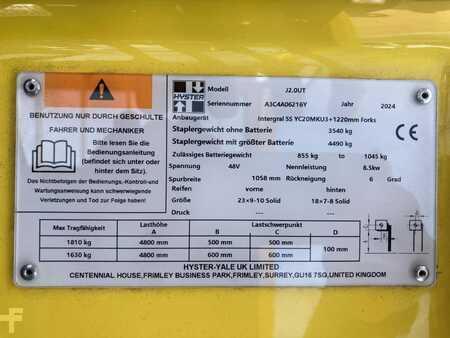 HYSTER
Modell J2.0UT
Seriennummer A3C4A06216Y Jahr 2024
Anbaugerät Intergral SS YC20MKU3+1220mm Forks
Staplergewicht ohne Batterie 3540 kg
Staplergewicht mit größter Batterie 4490 kg
Zulässiges Batteriegewicht 855 kg to 1045 kg
Spannung 48V Nennleistung 8.5kw
Spurbreite 1058 mm Rückneigung 6 Grad
Reifen vorne hinten
Größe 23×9-10 Solid 18×7-8 Solid
Druck --- ---
CE
BENUTZUNG NUR DURCH GESCHULTE
FAHRER UND MECHANIKER
Bitte lesen Sie die
Bedienungsanleitung
(befindet sich unter oder
hinter dem Sitz).
Das Nichtbefolgen der Bedienungs,-Kontroll-und
Wartungsanweisung kann schwerwiegende
Verletzungen und Tod zur Folge haben!
Max Tragfähigkeit Lasthöhe Lastschwerpunkt
A B C D
1810 kg 4800 mm 500 mm 500 mm 100 mm
1630 kg 4800 mm 600 mm 600 mm
HYSTER-YALE UK LIMITED
CENTENNIAL HOUSE,FRIMLEY BUSINESS PARK,FRIMLEY,SURREY,GU16 7SG,UNITED KINGDOM